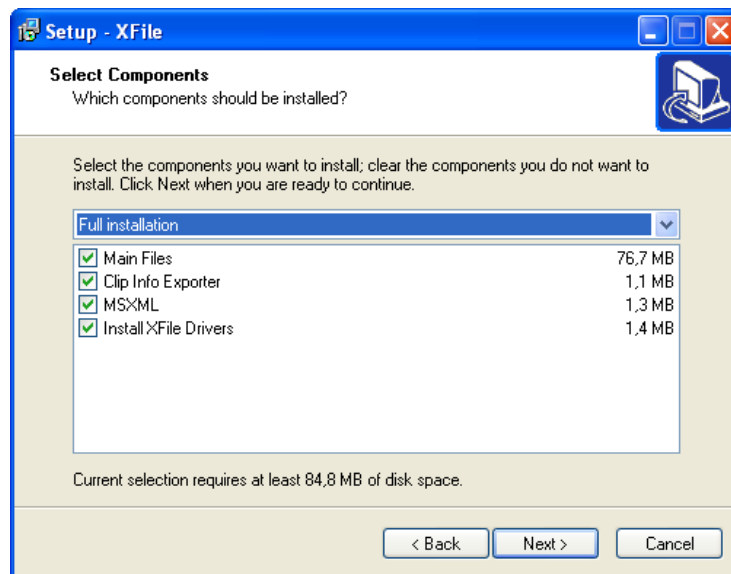 Setup - XFile
Select Components
Which components should be installed?
Select the components you want to install; clear the components you do not want to
install. Click Next when you are ready to continue.
Full installation
Main Files 76,7 MB
Clip Info Exporter 1,1 MB
MSXML 1,3 MB
Install XFile Drivers 1,4 MB
Current selection requires at least 84,8 MB of disk space.
< Back Next > Cancel